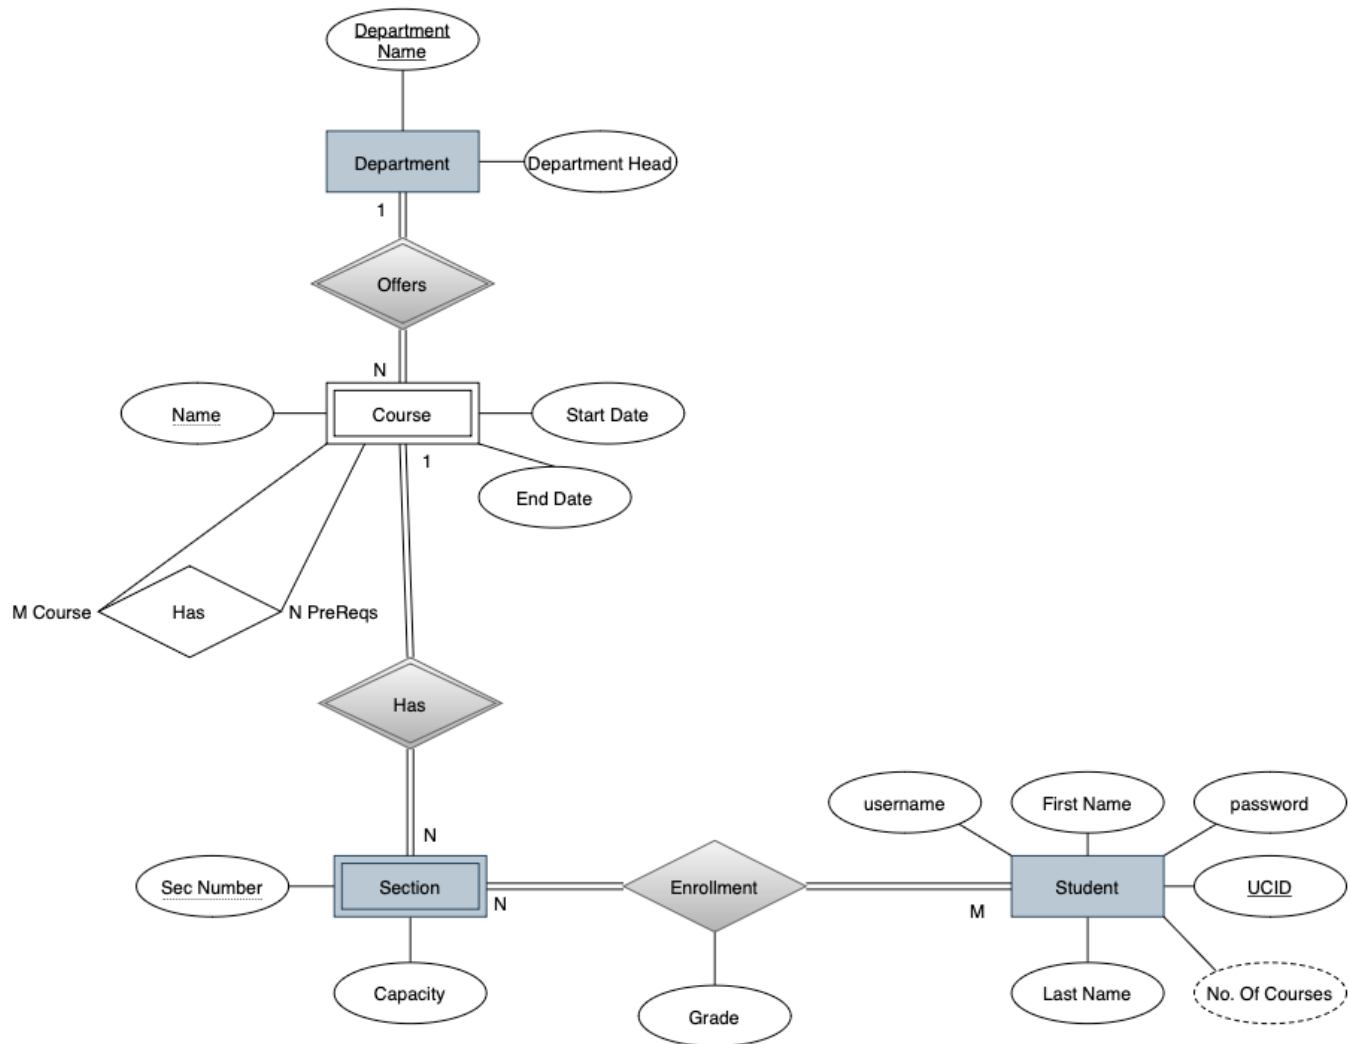 Department
Name
Department
Department Head
1
Offers
N
Name
Course
Start Date
1
End Date
M Course
Has
N PreReqs
Has
N
username
First Name
password
Sec Number
Section
N
Enrollment
M
Student
UCID
Capacity
Grade
Last Name
No. Of Courses